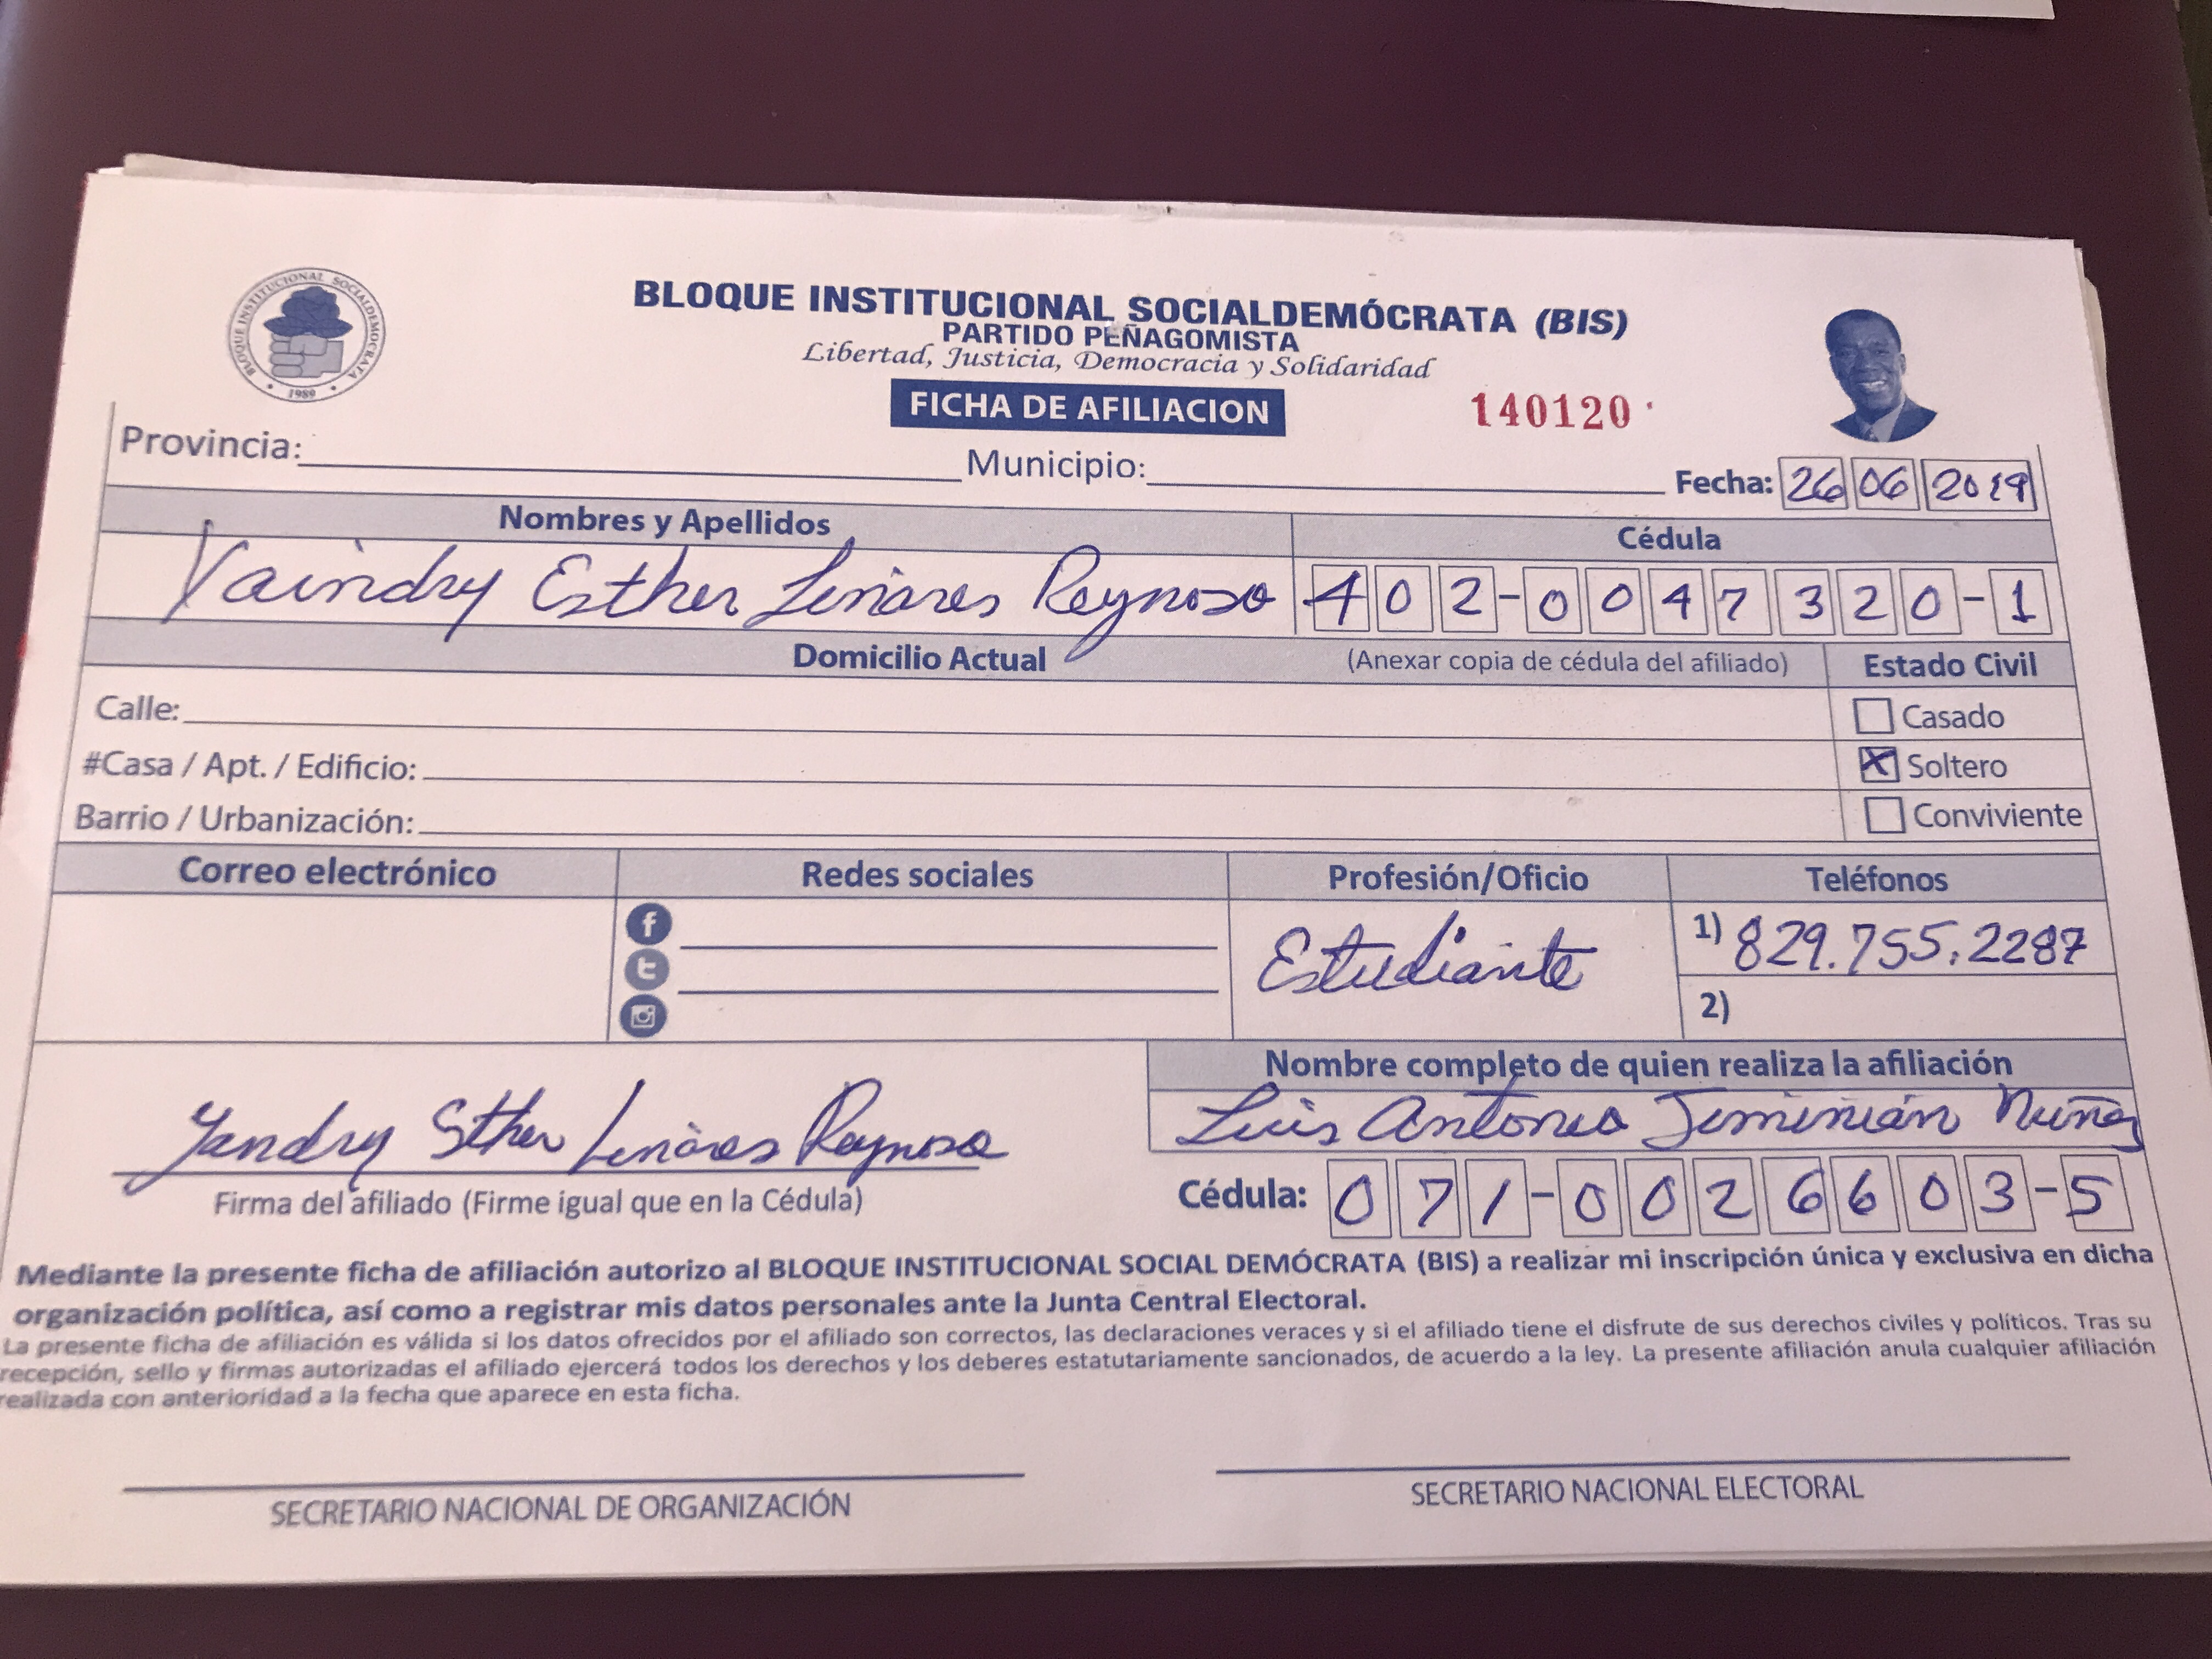 BLOQUE INSTITUCIONAL SOCIALDEMÓCRATA
1989
BLOQUE INSTITUCIONAL SOCIALDEMÓCRATA (BIS)
PARTIDO PEÑAGOMISTA
Libertad, Justicia, Democracia y Solidaridad
FICHA DE AFILIACION 140120
Provincia: Municipio: Fecha: 26 06 2019
Nombres y Apellidos Cédula
Yaindry Esther Linares Reynoso 402-0047320-1
Domicilio Actual (Anexar copia de cédula del afiliado) Estado Civil
Calle: Casado
#Casa / Apt. / Edificio: X Soltero
Barrio / Urbanización: Conviviente
Correo electrónico Redes sociales Profesión/Oficio Teléfonos
Estudiante 1) 829.755.2287
2)
Nombre completo de quien realiza la afiliación
Yandry Sther Linares Reynoso Luis Antonio Jiminián Nuñez
Firma del afiliado (Firme igual que en la Cédula) Cédula: 071-0026603-5
Mediante la presente ficha de afiliación autorizo al BLOQUE INSTITUCIONAL SOCIAL DEMÓCRATA (BIS) a realizar mi inscripción única y exclusiva en dicha
organización política, así como a registrar mis datos personales ante la Junta Central Electoral.
La presente ficha de afiliación es válida si los datos ofrecidos por el afiliado son correctos, las declaraciones veraces y si el afiliado tiene el disfrute de sus derechos civiles y políticos. Tras su
recepción, sello y firmas autorizadas el afiliado ejercerá todos los derechos y los deberes estatutariamente sancionados, de acuerdo a la ley. La presente afiliación anula cualquier afiliación
realizada con anterioridad a la fecha que aparece en esta ficha.
SECRETARIO NACIONAL DE ORGANIZACIÓN SECRETARIO NACIONAL ELECTORAL